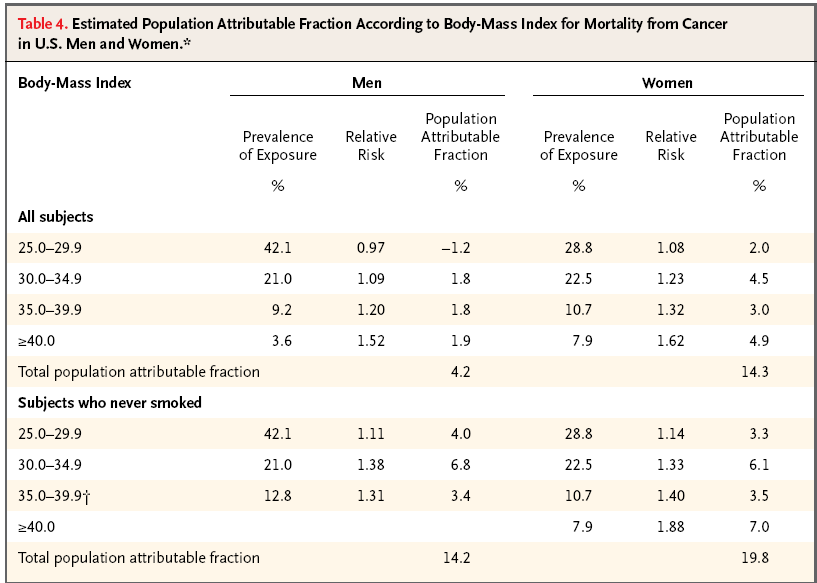 Table 4. Estimated Population Attributable Fraction According to Body-Mass Index for Mortality from Cancer
in U.S. Men and Women.*
Body-Mass Index Men Women
Prevalence of Exposure Relative Risk Population Attributable Fraction Prevalence of Exposure Relative Risk Population Attributable Fraction
% % % %
All subjects
25.0–29.9 42.1 0.97 −1.2 28.8 1.08 2.0
30.0–34.9 21.0 1.09 1.8 22.5 1.23 4.5
35.0–39.9 9.2 1.20 1.8 10.7 1.32 3.0
≥40.0 3.6 1.52 1.9 7.9 1.62 4.9
Total population attributable fraction 4.2 14.3
Subjects who never smoked
25.0–29.9 42.1 1.11 4.0 28.8 1.14 3.3
30.0–34.9 21.0 1.38 6.8 22.5 1.33 6.1
35.0–39.9† 12.8 1.31 3.4 10.7 1.40 3.5
≥40.0 7.9 1.88 7.0
Total population attributable fraction 14.2 19.8